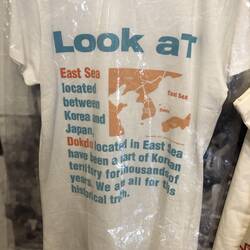 Look aT
East Sea
located
between
Korea and
Japan,
East Sea
Dokdo located in East Sea
have been a part of Korean
territory for thousands of
years. We are all for this
historical truth.